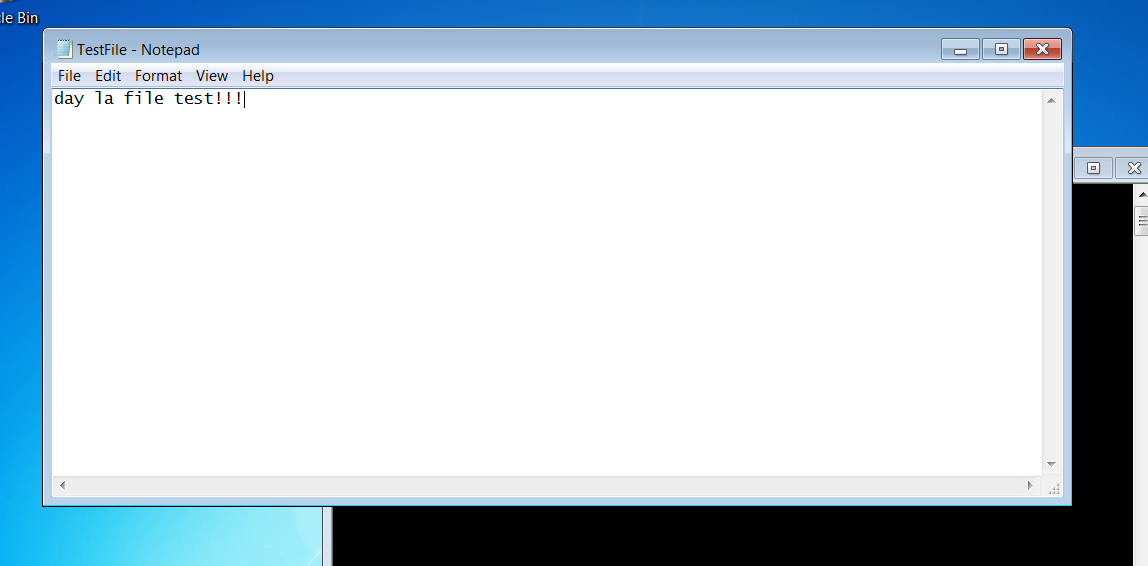 le Bin
TestFile - Notepad
File Edit Format View Help
day la file test!!!